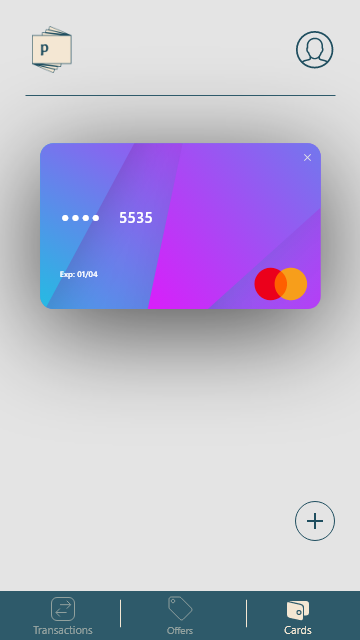 p
•••• 5535
Exp: 01/04
Transactions
Offers
Cards